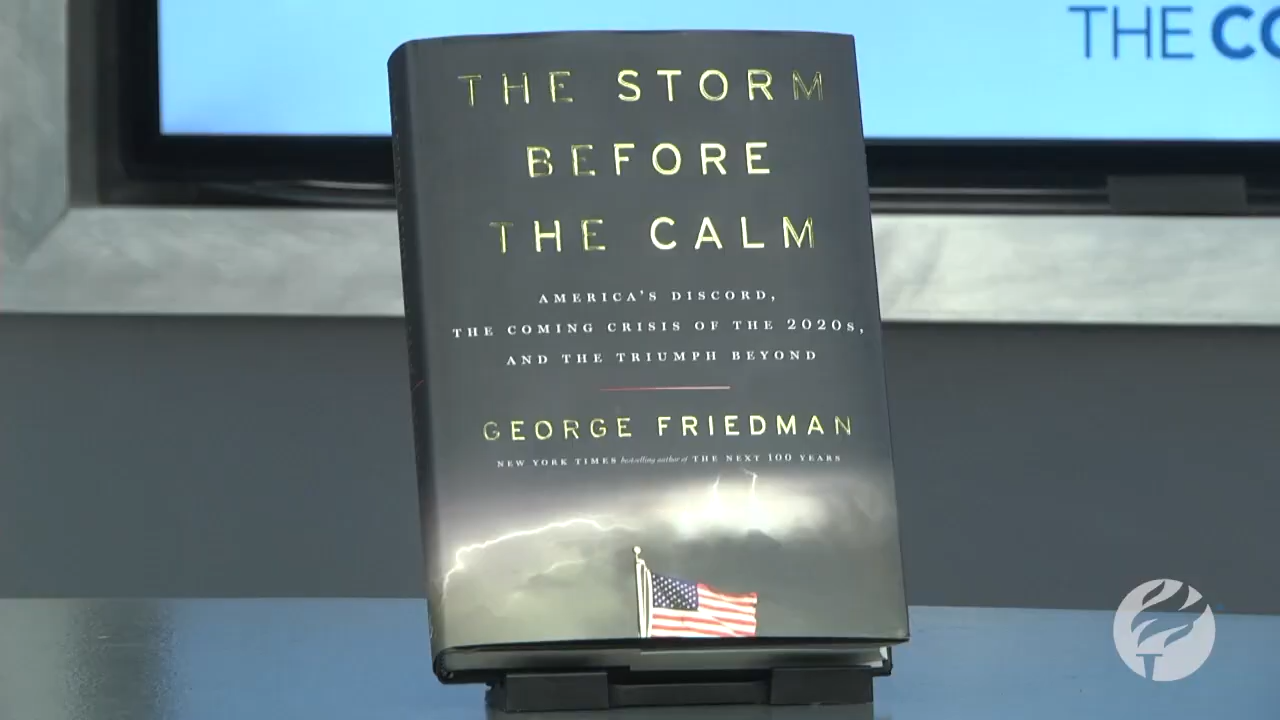 THE CO
THE STORM
BEFORE
THE CALM
AMERICA'S DISCORD,
THE COMING CRISIS OF THE 2020s,
AND THE TRIUMPH BEYOND
GEORGE FRIEDMAN
NEW YORK TIMES bestselling author of THE NEXT 100 YEARS